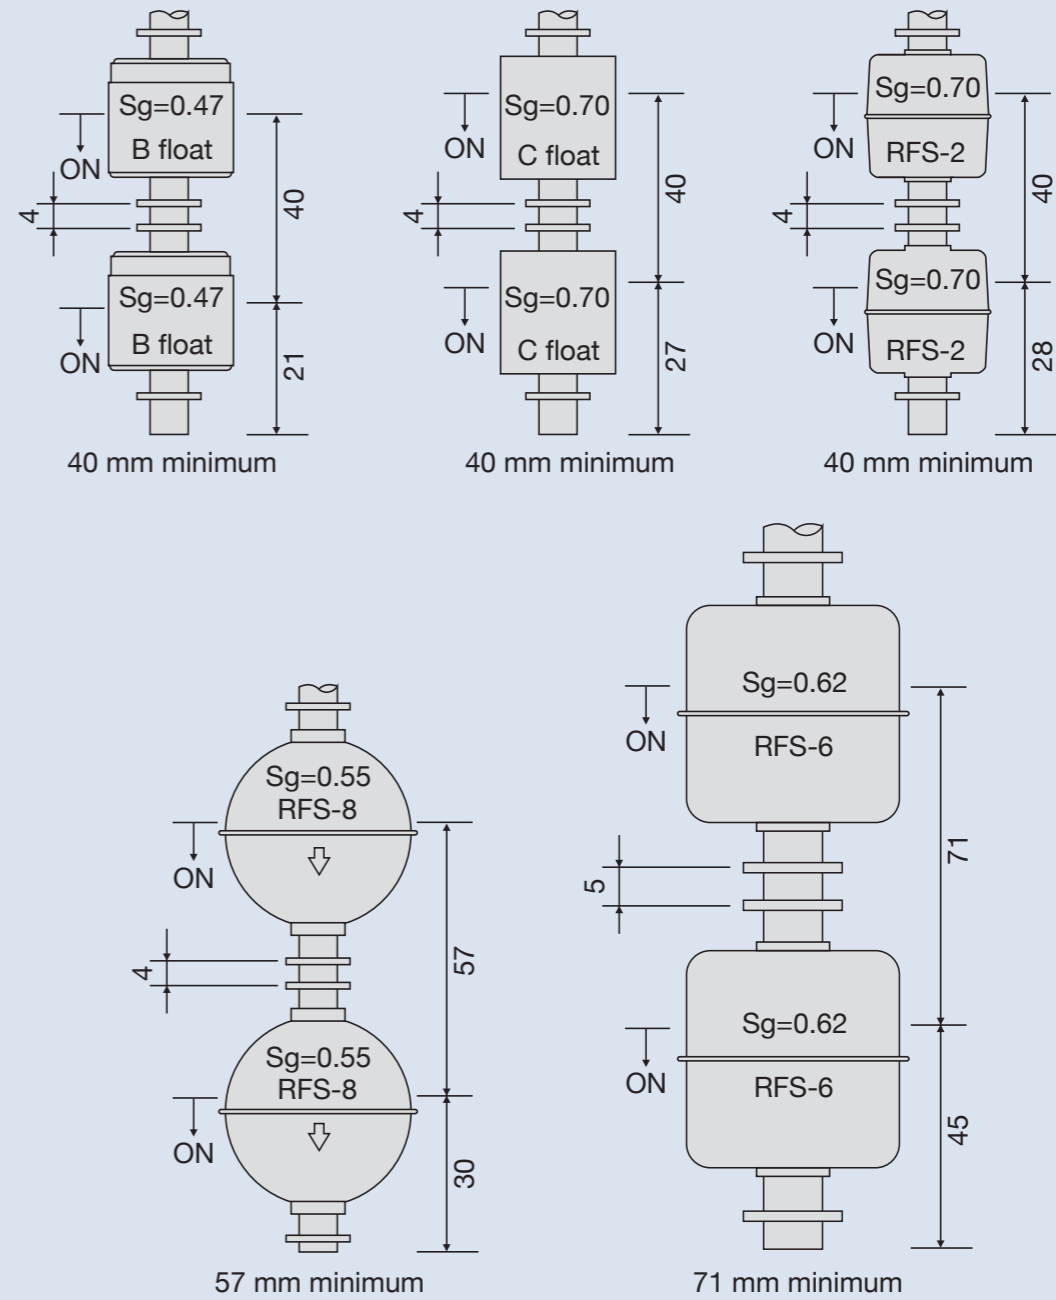 Sg=0.47
B float
ON
4
40
Sg=0.47
B float
ON
21
40 mm minimum
Sg=0.70
C float
ON
4
40
Sg=0.70
C float
ON
27
40 mm minimum
Sg=0.70
RFS-2
ON
4
40
Sg=0.70
RFS-2
ON
28
40 mm minimum
Sg=0.55
RFS-8
ON
4
57
Sg=0.55
RFS-8
ON
30
57 mm minimum
Sg=0.62
RFS-6
ON
5
71
Sg=0.62
RFS-6
ON
45
71 mm minimum